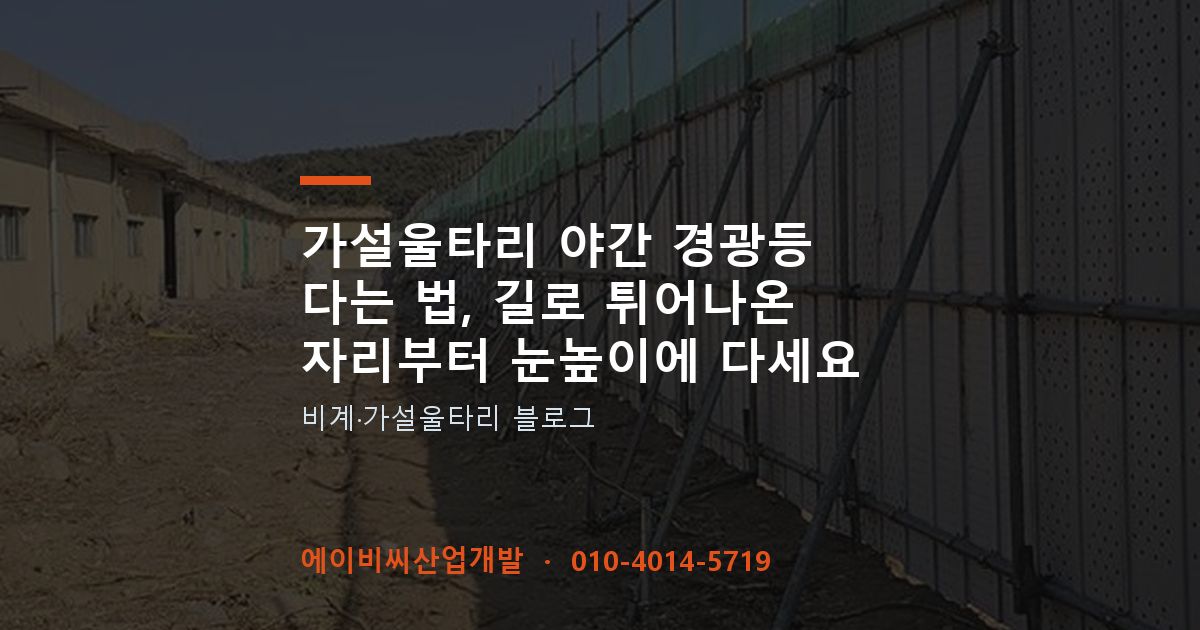 가설울타리 야간 경광등
다는 법, 길로 튀어나온
자리부터 눈높이에 다세요
비계·가설울타리 블로그
에이비씨산업개발 · 010-4014-5719